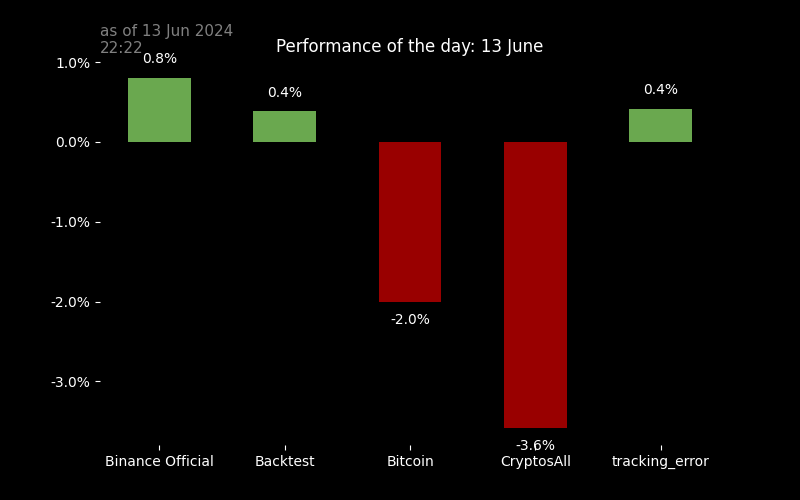 as of 13 Jun 2024
22:22
Performance of the day: 13 June
1.0%
0.0%
-1.0%
-2.0%
-3.0%
0.8%
0.4%
-2.0%
-3.6%
0.4%
Binance Official
Backtest
Bitcoin
CryptosAll
tracking_error